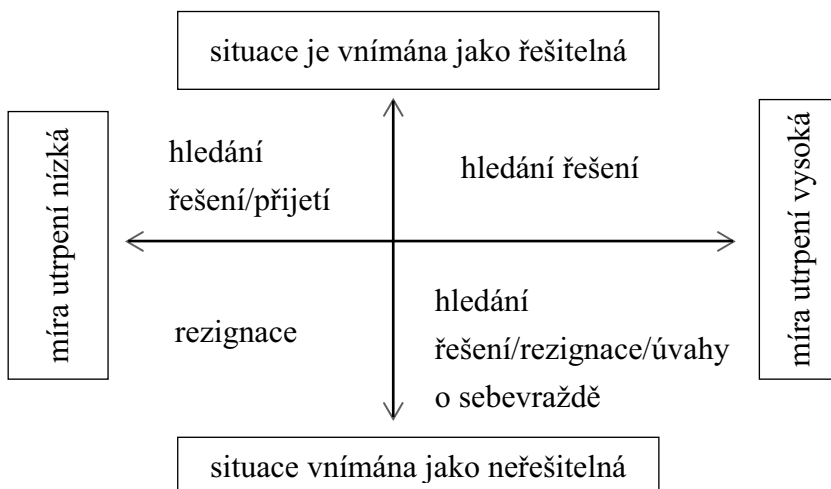 situace je vnímána jako řešitelná
míra utrpení nízká
hledání
řešení/přijetí
hledání řešení
míra utrpení vysoká
rezignace
hledání
řešení/rezignace/úvahy
o sebevraždě
situace vnímána jako neřešitelná